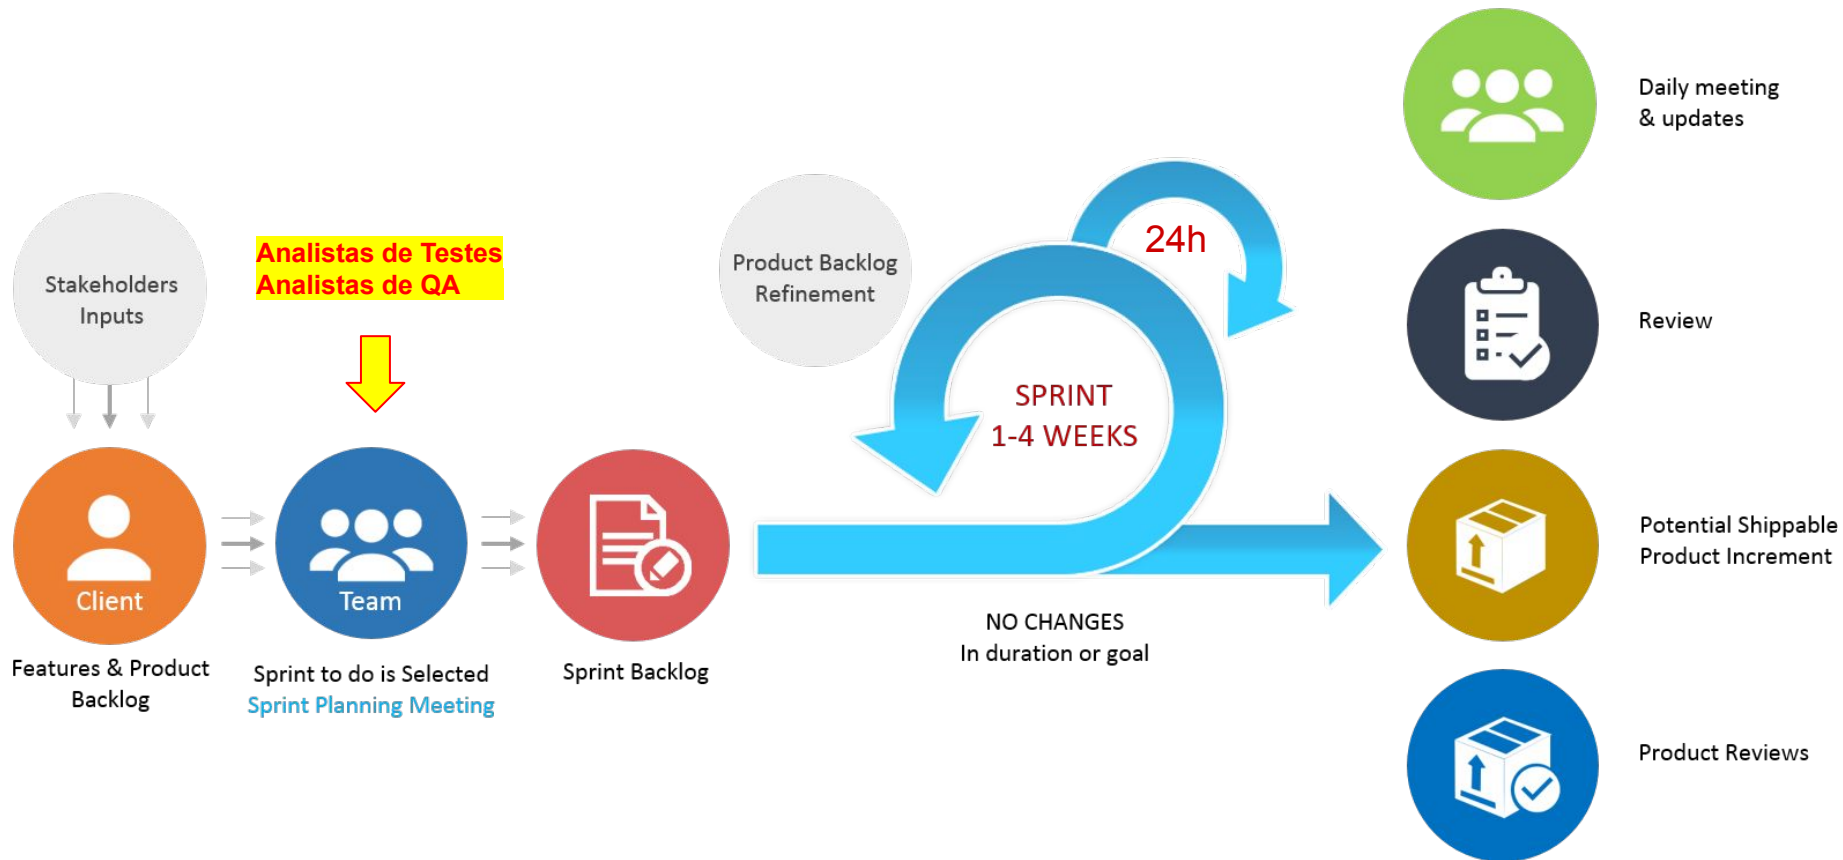 Stakeholders
Inputs
Analistas de Testes
Analistas de QA
Client
Features & Product
Backlog
Team
Sprint to do is Selected
Sprint Planning Meeting
Sprint Backlog
Product Backlog
Refinement
24h
SPRINT
1-4 WEEKS
NO CHANGES
In duration or goal
Daily meeting
& updates
Review
Potential Shippable
Product Increment
Product Reviews